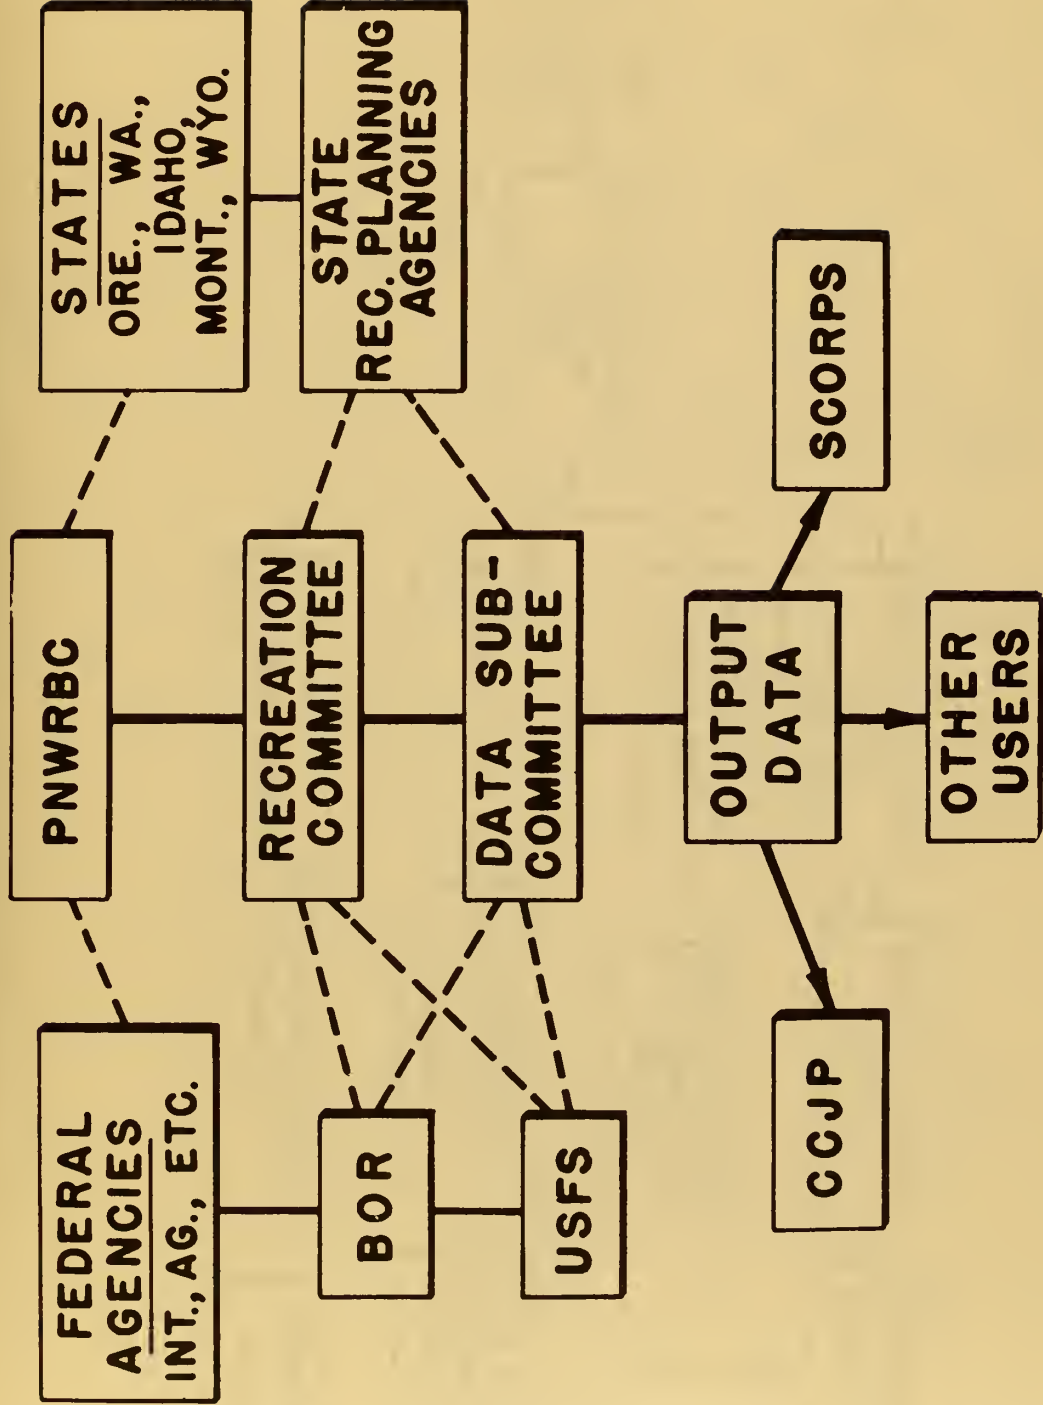 FEDERAL
AGENCIES
INT., AG., ETC.
PNWRBC
STATES
ORE., WA.,
IDAHO,
MONT., WYO.
BOR
RECREATION
COMMITTEE
STATE
REC. PLANNING
AGENCIES
USFS
DATA SUB-
COMMITTEE
OUTPUT
DATA
CCJP
SCORPS
OTHER
USERS